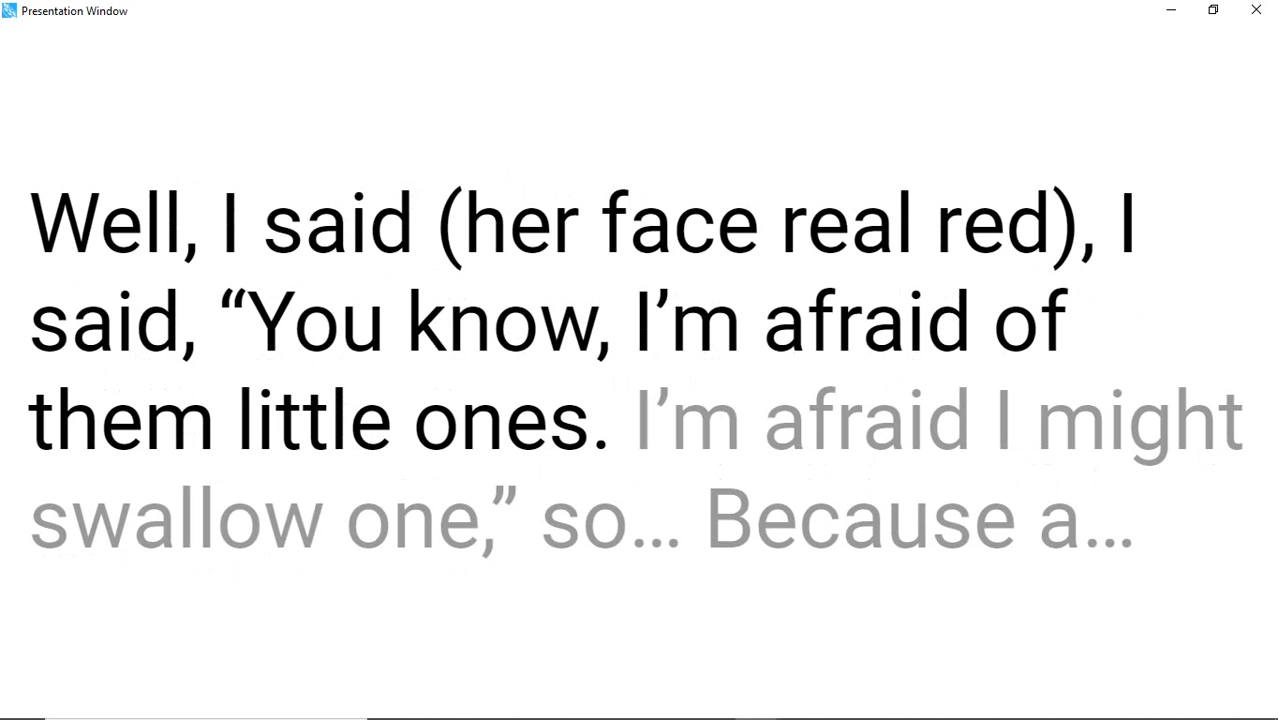 Presentation Window
Well, I said (her face real red), I
said, “You know, I’m afraid of
them little ones. I’m afraid I might
swallow one,” so… Because a…